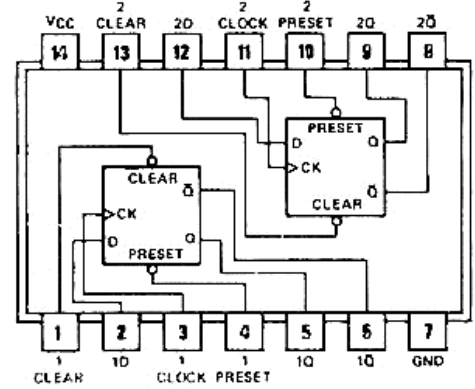 2 2 2
VCC CLEAR 2D CLOCK PRESET 2Q 2Q̅
14 13 12 11 10 9 8
PRESET
D Q
CK
Q̅
CLEAR
CLEAR
Q̅
CK
D Q
PRESET
1 2 3 4 5 6 7
1 1D 1 1 1Q 1Q̅ GND
CLEAR CLOCK PRESET